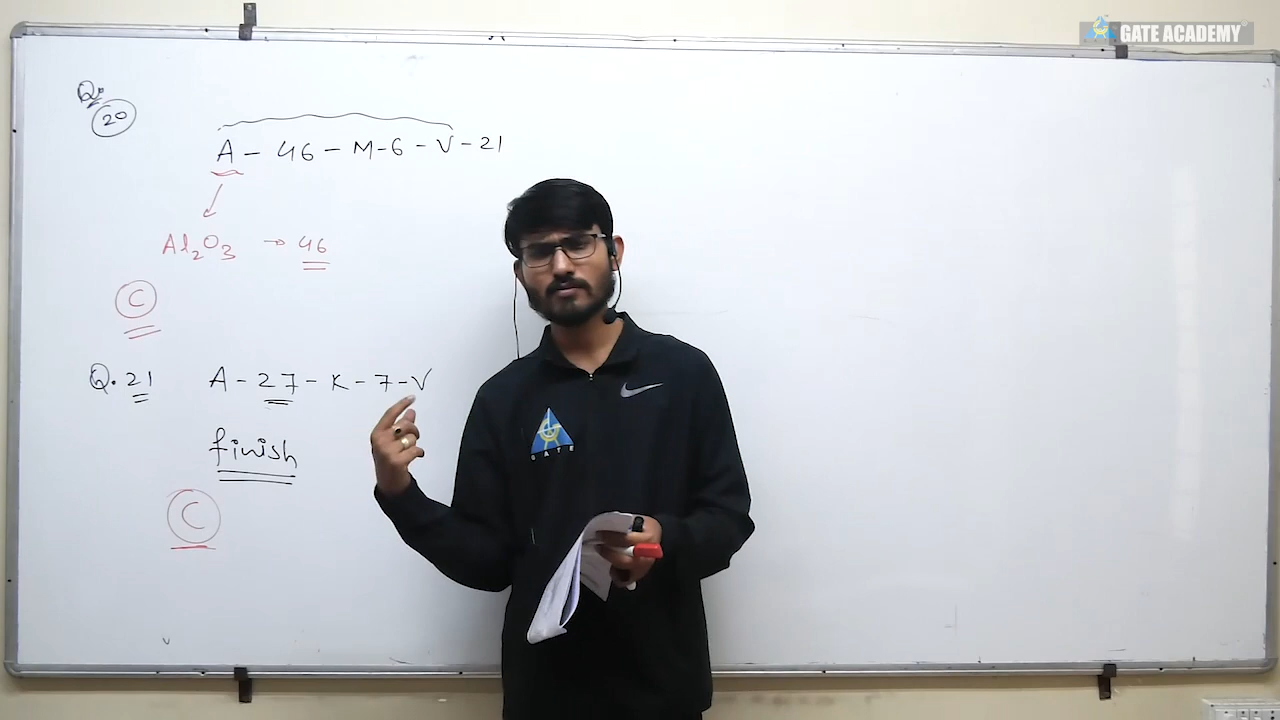 GATE ACADEMY
Q.
20
A - 46 - M - 6 - V - 21
Al2O3 → 46
C
Q. 21 A - 27 - K - 7 - V
finish
C
GATE